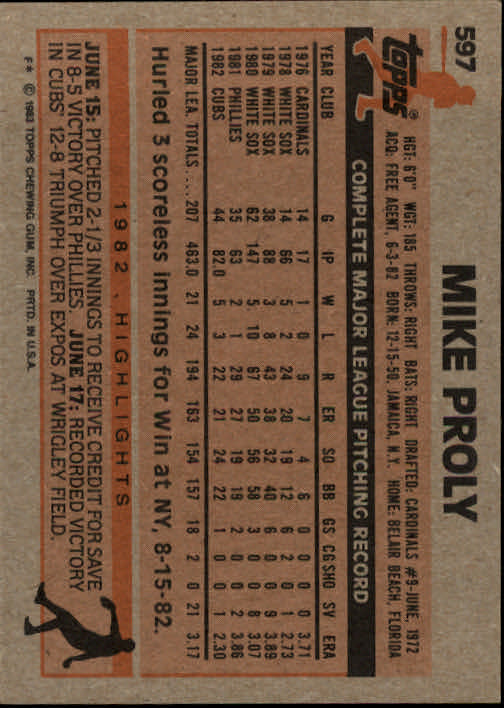 597
topps®
MIKE PROLY
HGT: 6'0" WGT: 185 THROWS: RIGHT BATS: RIGHT DRAFTED: CARDINALS #9-JUNE, 1972
ACQ: FREE AGENT, 6-3-82 BORN: 12-15-50, JAMAICA, N.Y. HOME: BELAIR BEACH, FLORIDA
COMPLETE MAJOR LEAGUE PITCHING RECORD
YEAR CLUB G IP W L R ER SO BB GS CG SHO SV ERA
1976 CARDINALS 14 17 1 0 9 7 4 6 0 0 0 0 3.71
1978 WHITE SOX 14 66 5 2 24 20 19 12 6 2 0 1 2.73
1979 WHITE SOX 38 88 3 8 43 38 32 40 6 0 0 9 3.89
1980 WHITE SOX 62 147 5 10 67 50 56 58 3 0 0 8 3.07
1981 PHILLIES 35 63 2 1 29 27 19 19 2 0 0 2 3.86
1982 CUBS 44 82.0 5 3 22 21 24 22 1 0 0 1 2.30
MAJOR LEA. TOTALS.... 207 463.0 21 24 194 163 154 157 18 2 0 21 3.17
Hurled 3 scoreless innings for Win at NY, 8-15-82.
1982 HIGHLIGHTS
JUNE 15: PITCHED 2-1/3 INNINGS TO RECEIVE CREDIT FOR SAVE
IN 8-5 VICTORY OVER PHILLIES. JUNE 17: RECORDED VICTORY
IN CUBS' 12-8 TRIUMPH OVER EXPOS AT WRIGLEY FIELD.
F* © 1983 TOPPS CHEWING GUM, INC. PRTD. IN U.S.A.